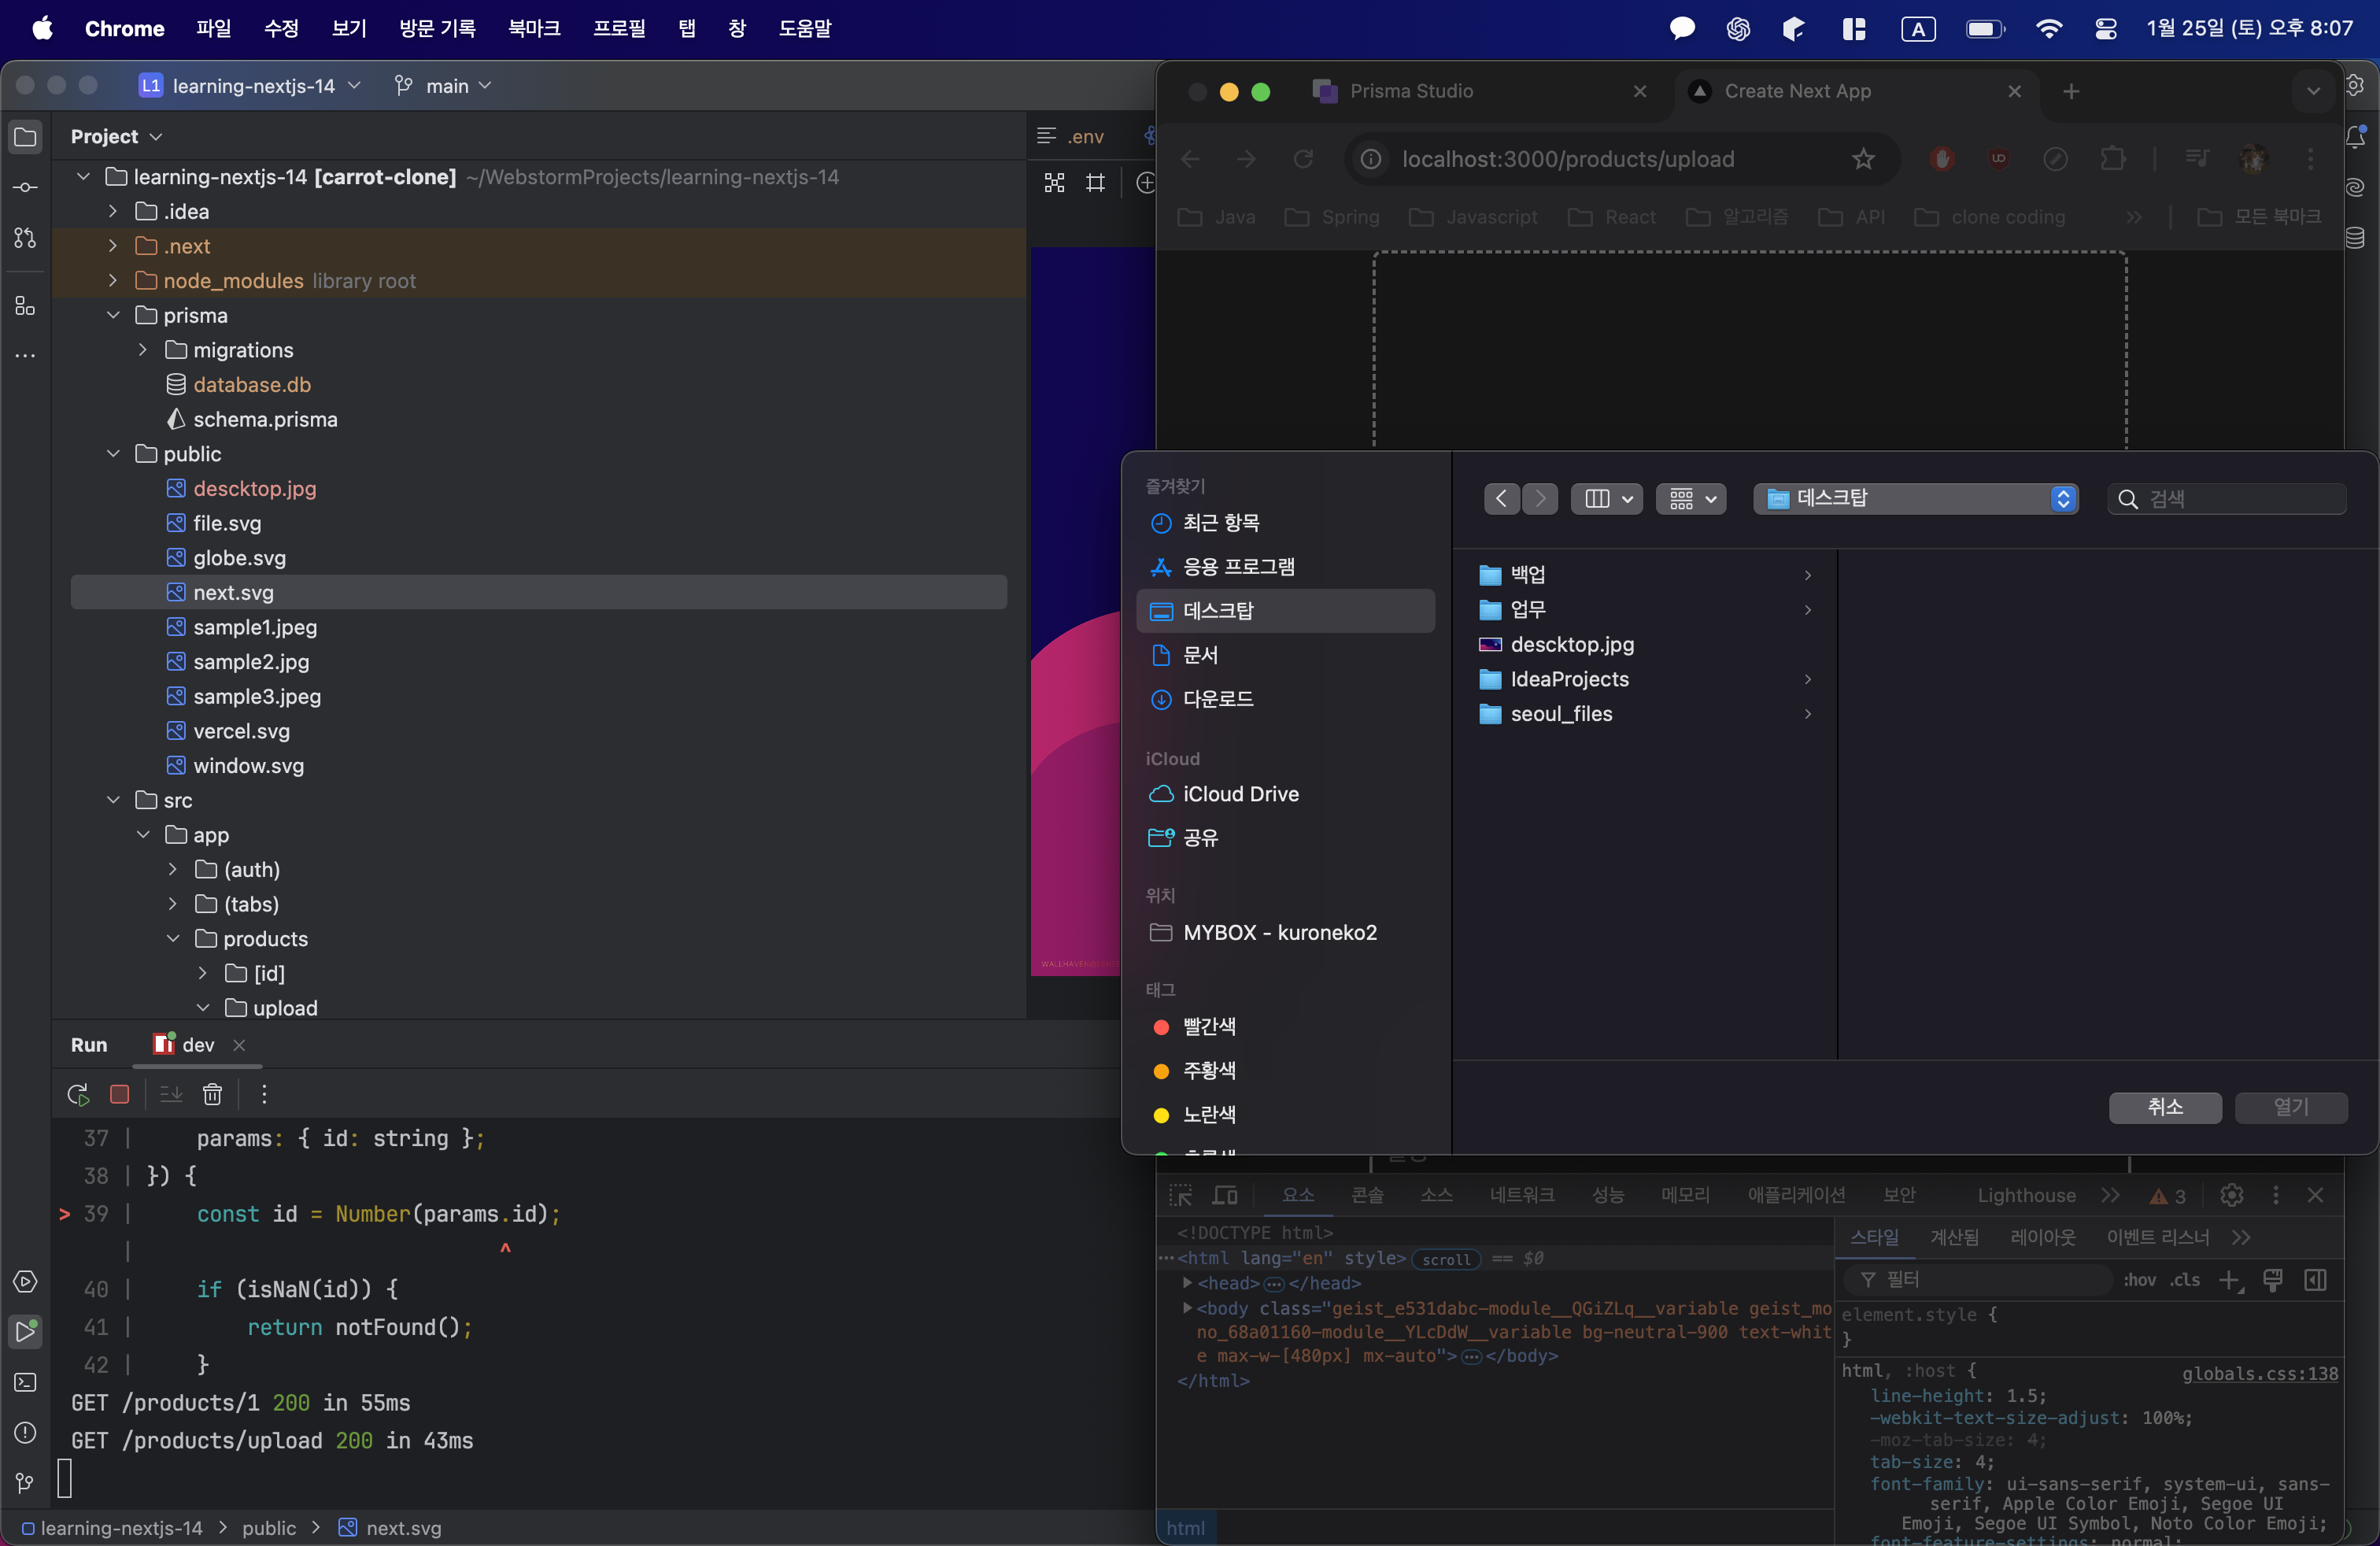 Chrome 파일 수정 보기 방문 기록 북마크 프로필 탭 창 도움말
A 1월 25일 (토) 오후 8:07
L1 learning-nextjs-14 main
Project
learning-nextjs-14 [carrot-clone] ~/WebstormProjects/learning-nextjs-14
.idea
.next
node_modules library root
prisma
migrations
database.db
schema.prisma
public
descktop.jpg
file.svg
globe.svg
next.svg
sample1.jpeg
sample2.jpg
sample3.jpeg
vercel.svg
window.svg
src
app
(auth)
(tabs)
products
[id]
upload
.env
Run dev
37 | params: { id: string };
38 | }) {
> 39 | const id = Number(params.id);
| ^
40 | if (isNaN(id)) {
41 | return notFound();
42 | }
GET /products/1 200 in 55ms
GET /products/upload 200 in 43ms
learning-nextjs-14 > public > next.svg
Prisma Studio
Create Next App
localhost:3000/products/upload
Java Spring Javascript React 알고리즘 API clone coding 모든 북마크
즐겨찾기
최근 항목
응용 프로그램
데스크탑
문서
다운로드
iCloud
iCloud Drive
공유
위치
MYBOX - kuroneko2
태그
빨간색
주황색
노란색
데스크탑
검색
백업
업무
descktop.jpg
IdeaProjects
seoul_files
취소 열기
요소 콘솔 소스 네트워크 성능 메모리 애플리케이션 보안 Lighthouse 3
<!DOCTYPE html>
<html lang="en" style> scroll == $0
<head>…</head>
<body class="geist_e531dabc-module__QGiZLq__variable geist_mo
no_68a01160-module__YLcDdW__variable bg-neutral-900 text-whit
e max-w-[480px] mx-auto">…</body>
</html>
html
스타일 계산됨 레이아웃 이벤트 리스너
필터 :hov .cls
element.style {
}
html, :host { globals.css:138
line-height: 1.5;
-webkit-text-size-adjust: 100%;
-moz-tab-size: 4;
tab-size: 4;
font-family: ui-sans-serif, system-ui, sans-
serif, Apple Color Emoji, Segoe UI
Emoji, Segoe UI Symbol, Noto Color Emoji;
font-feature-settings: normal;